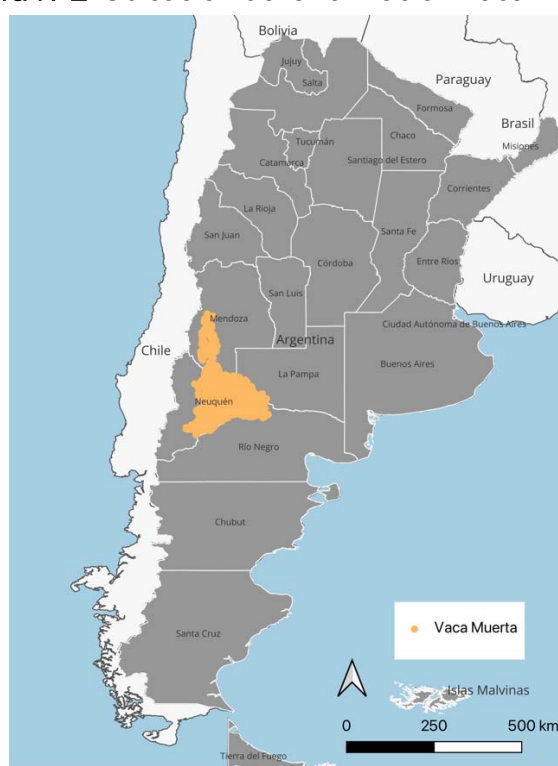 Bolivia
Jujuy
Salta
Paraguay
Formosa
Brasil
Chaco
Tucumán
Misiones
Santiago del Estero
Catamarca
Corrientes
La Rioja
Santa Fe
San Juan
Córdoba
Entre Ríos
Uruguay
San Luis
Mendoza
Ciudad Autónoma de Buenos Aires
Argentina
Chile
Buenos Aires
La Pampa
Neuquén
Río Negro
Chubut
Santa Cruz
Vaca Muerta
Islas Malvinas
0 250 500 km
Tierra del Fuego